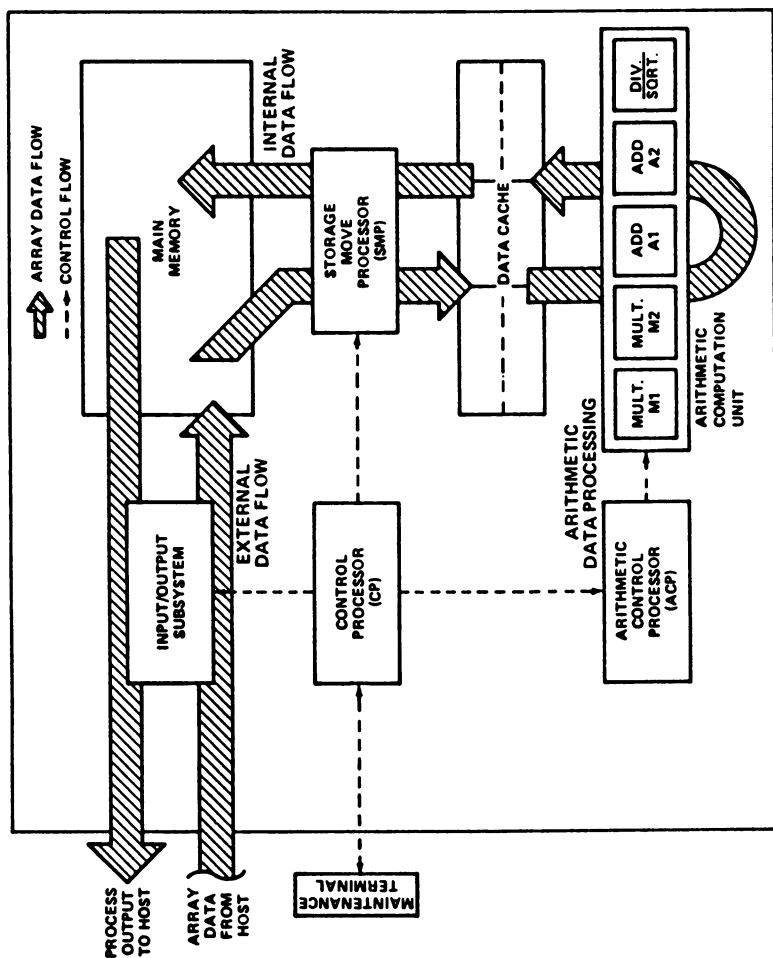 ARRAY DATA FLOW
CONTROL FLOW
PROCESS
OUTPUT
TO HOST
ARRAY
DATA
FROM
HOST
INPUT/OUTPUT
SUBSYSTEM
EXTERNAL
DATA FLOW
MAIN
MEMORY
INTERNAL
DATA FLOW
MAINTENANCE
TERMINAL
CONTROL
PROCESSOR
(CP)
STORAGE
MOVE
PROCESSOR
(SMP)
DATA CACHE
ARITHMETIC
DATA PROCESSING
ARITHMETIC
CONTROL
PROCESSOR
(ACP)
MULT.
M1
MULT.
M2
ADD
A1
ADD
A2
DIV.
SQRT.
ARITHMETIC
COMPUTATION
UNIT